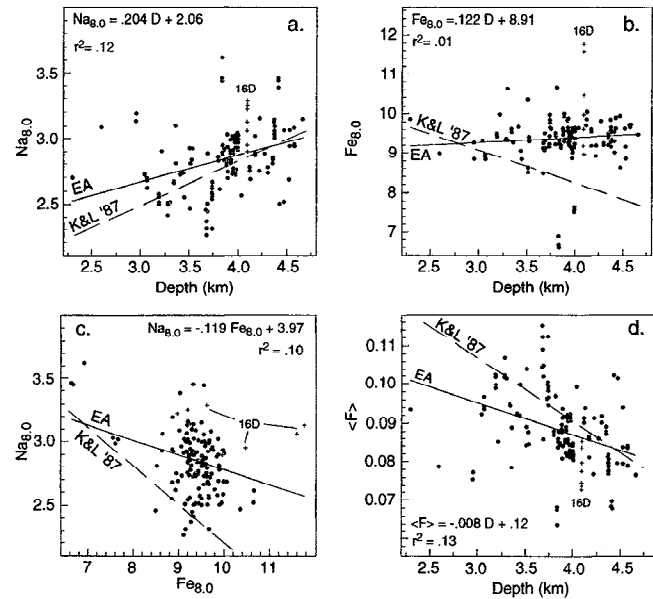 Na8.0 = .204 D + 2.06
r² = .12
a.
16D
EA
K&L '87
3.5
3.0
2.5
Na8.0
2.5 3.0 3.5 4.0 4.5
Depth (km)
Fe8.0 = .122 D + 8.91
r² = .01
b.
16D
K&L '87
EA
12
11
10
9
8
7
6
Fe8.0
2.5 3.0 3.5 4.0 4.5
Depth (km)
c.
Na8.0 = -.119 Fe8.0 + 3.97
r² = .10
EA
16D
K&L '87
3.5
3.0
2.5
Na8.0
7 8 9 10 11
Fe8.0
d.
K&L '87
EA
16D
<F> = -.008 D + .12
r² = .13
0.11
0.10
0.09
0.08
0.07
<F>
2.5 3.0 3.5 4.0 4.5
Depth (km)